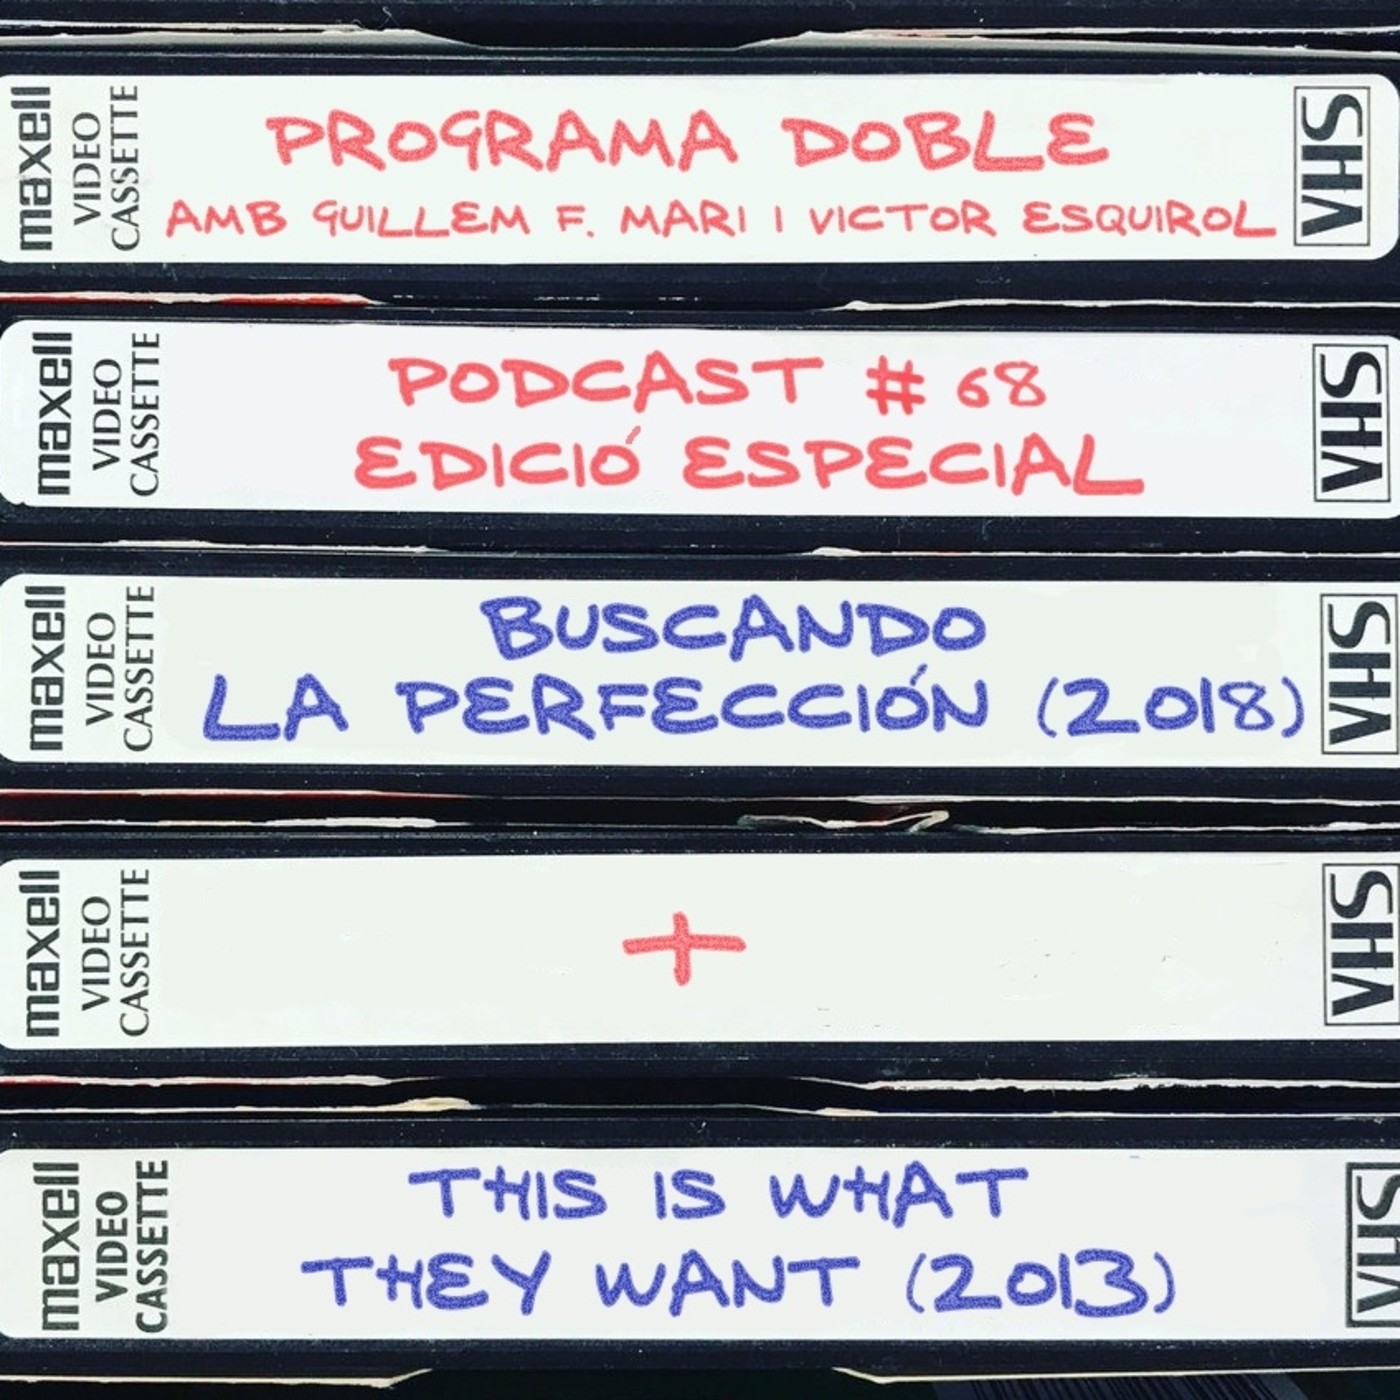 maxell
VIDEO
CASSETTE
PROGRAMA DOBLE
AMB GUILLEM F. MARI I VICTOR ESQUIROL
VHS
maxell
VIDEO
CASSETTE
PODCAST # 68
EDICIÓ ESPECIAL
VHS
maxell
VIDEO
CASSETTE
BUSCANDO
LA PERFECCIÓN (2018)
VHS
maxell
VIDEO
CASSETTE
+
VHS
maxell
VIDEO
CASSETTE
THIS IS WHAT
THEY WANT (2013)
VHS